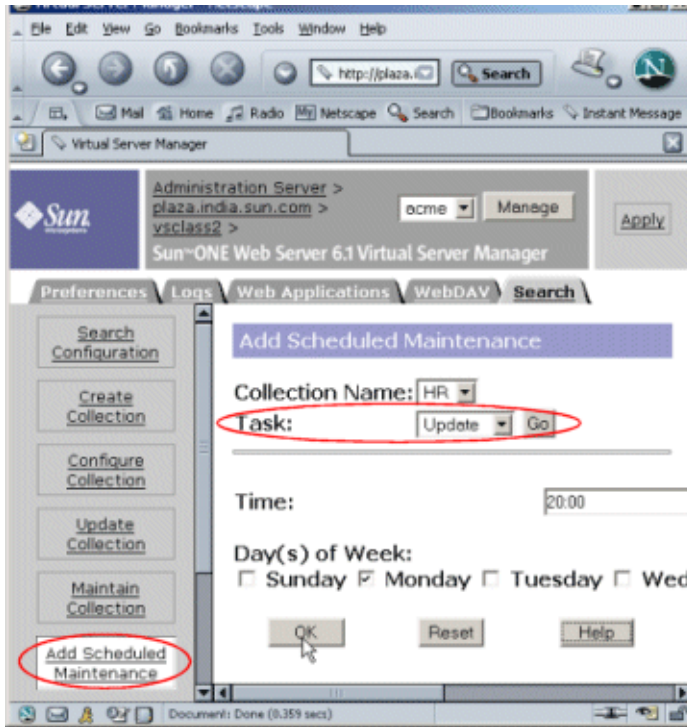 File Edit View Go Bookmarks Tools Window Help
http://plaza.i
Search
Mail Home Radio My Netscape Search Bookmarks Instant Message
Virtual Server Manager
Sun
Administration Server >
plaza.india.sun.com >
vsclass2 >
acme
Manage
Apply
Sun™ONE Web Server 6.1 Virtual Server Manager
Preferences Logs Web Applications WebDAV Search
Search
Configuration
Create
Collection
Configure
Collection
Update
Collection
Maintain
Collection
Add Scheduled
Maintenance
Add Scheduled Maintenance
Collection Name: HR
Task: Update Go
Time: 20:00
Day(s) of Week:
Sunday Monday Tuesday Wed
OK Reset Help
Document: Done (0.359 secs)